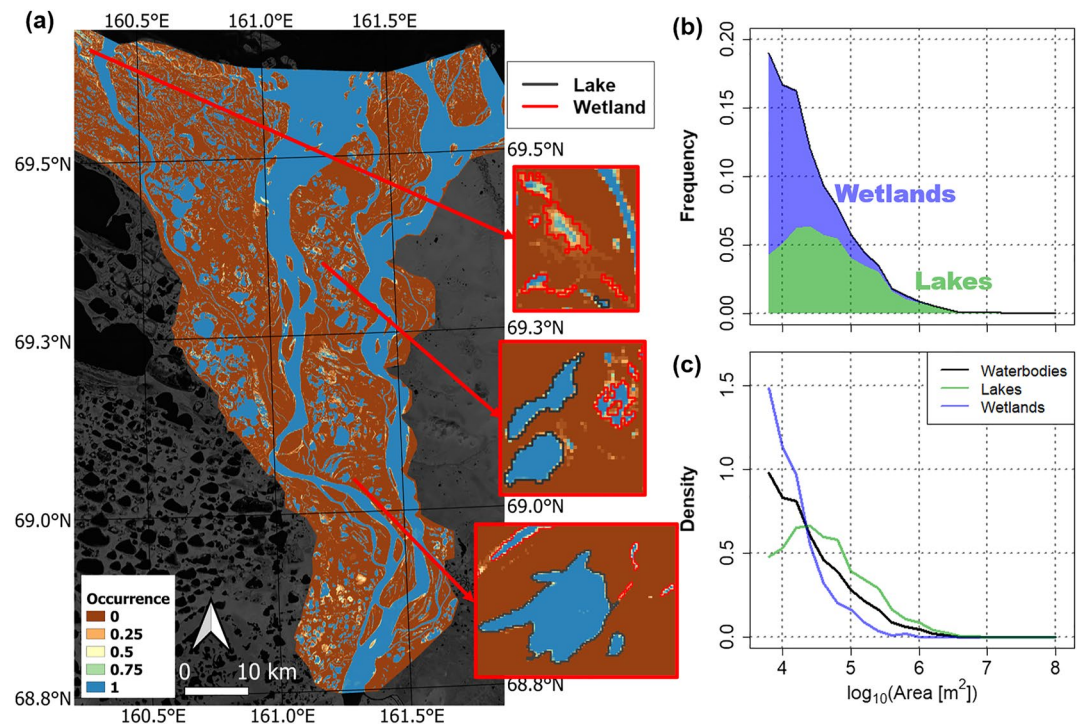 (a)
160.5°E 161.0°E 161.5°E
Lake
Wetland
69.5°N
69.5°N
69.3°N
69.3°N
69.0°N
69.0°N
68.8°N
68.8°N
Occurrence
0
0.25
0.5
0.75
1
0 10 km
160.5°E 161.0°E 161.5°E
(b)
Frequency
0.20
0.15
0.10
0.05
0.00
Wetlands
Lakes
(c)
Density
1.5
1.0
0.5
0.0
Waterbodies
Lakes
Wetlands
4 5 6 7 8
log10(Area [m²])